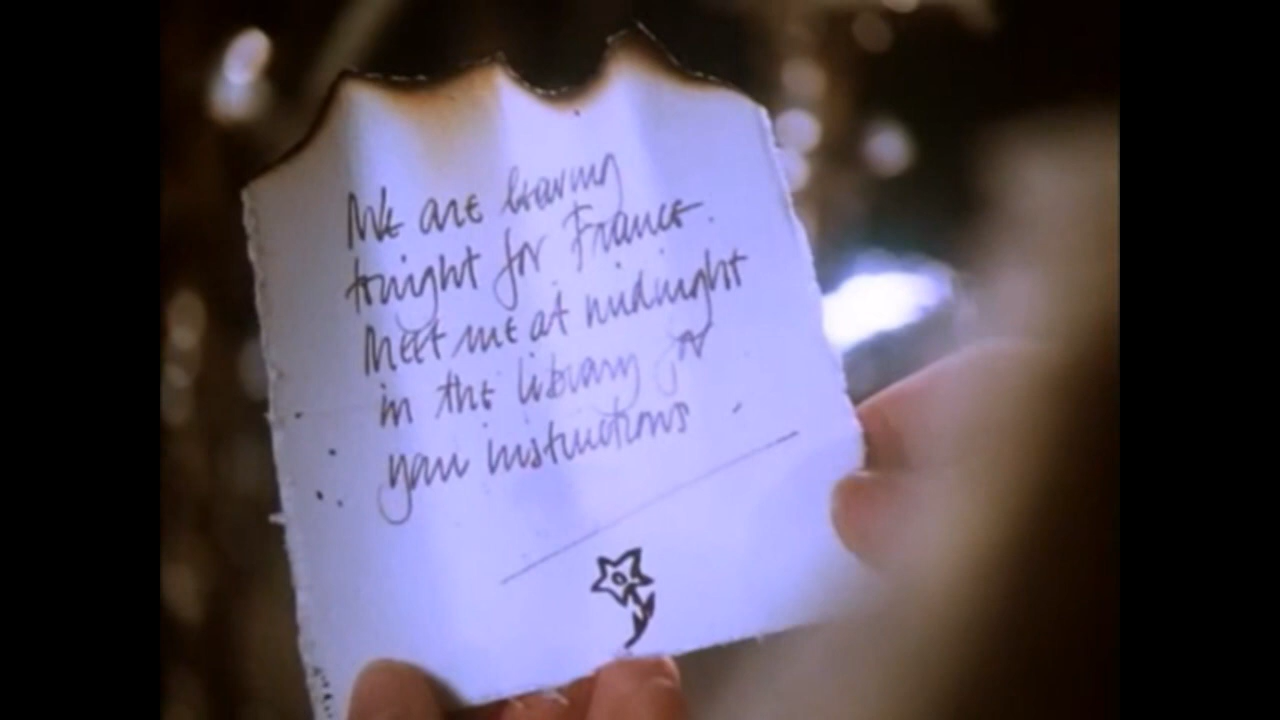 We are leaving
tonight for France.
Meet me at midnight
in the library for
your instructions